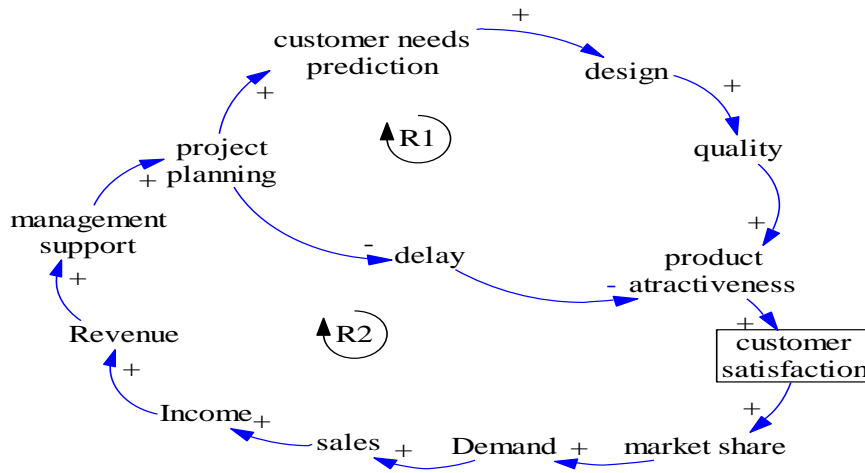 +
customer needs
prediction
design
+
+
R1
project
planning
quality
+
management
support
+
-
delay
product
atractiveness
-
+
+
customer
satisfaction
Revenue
R2
+
+
Income
+
sales
+
Demand
+
market share